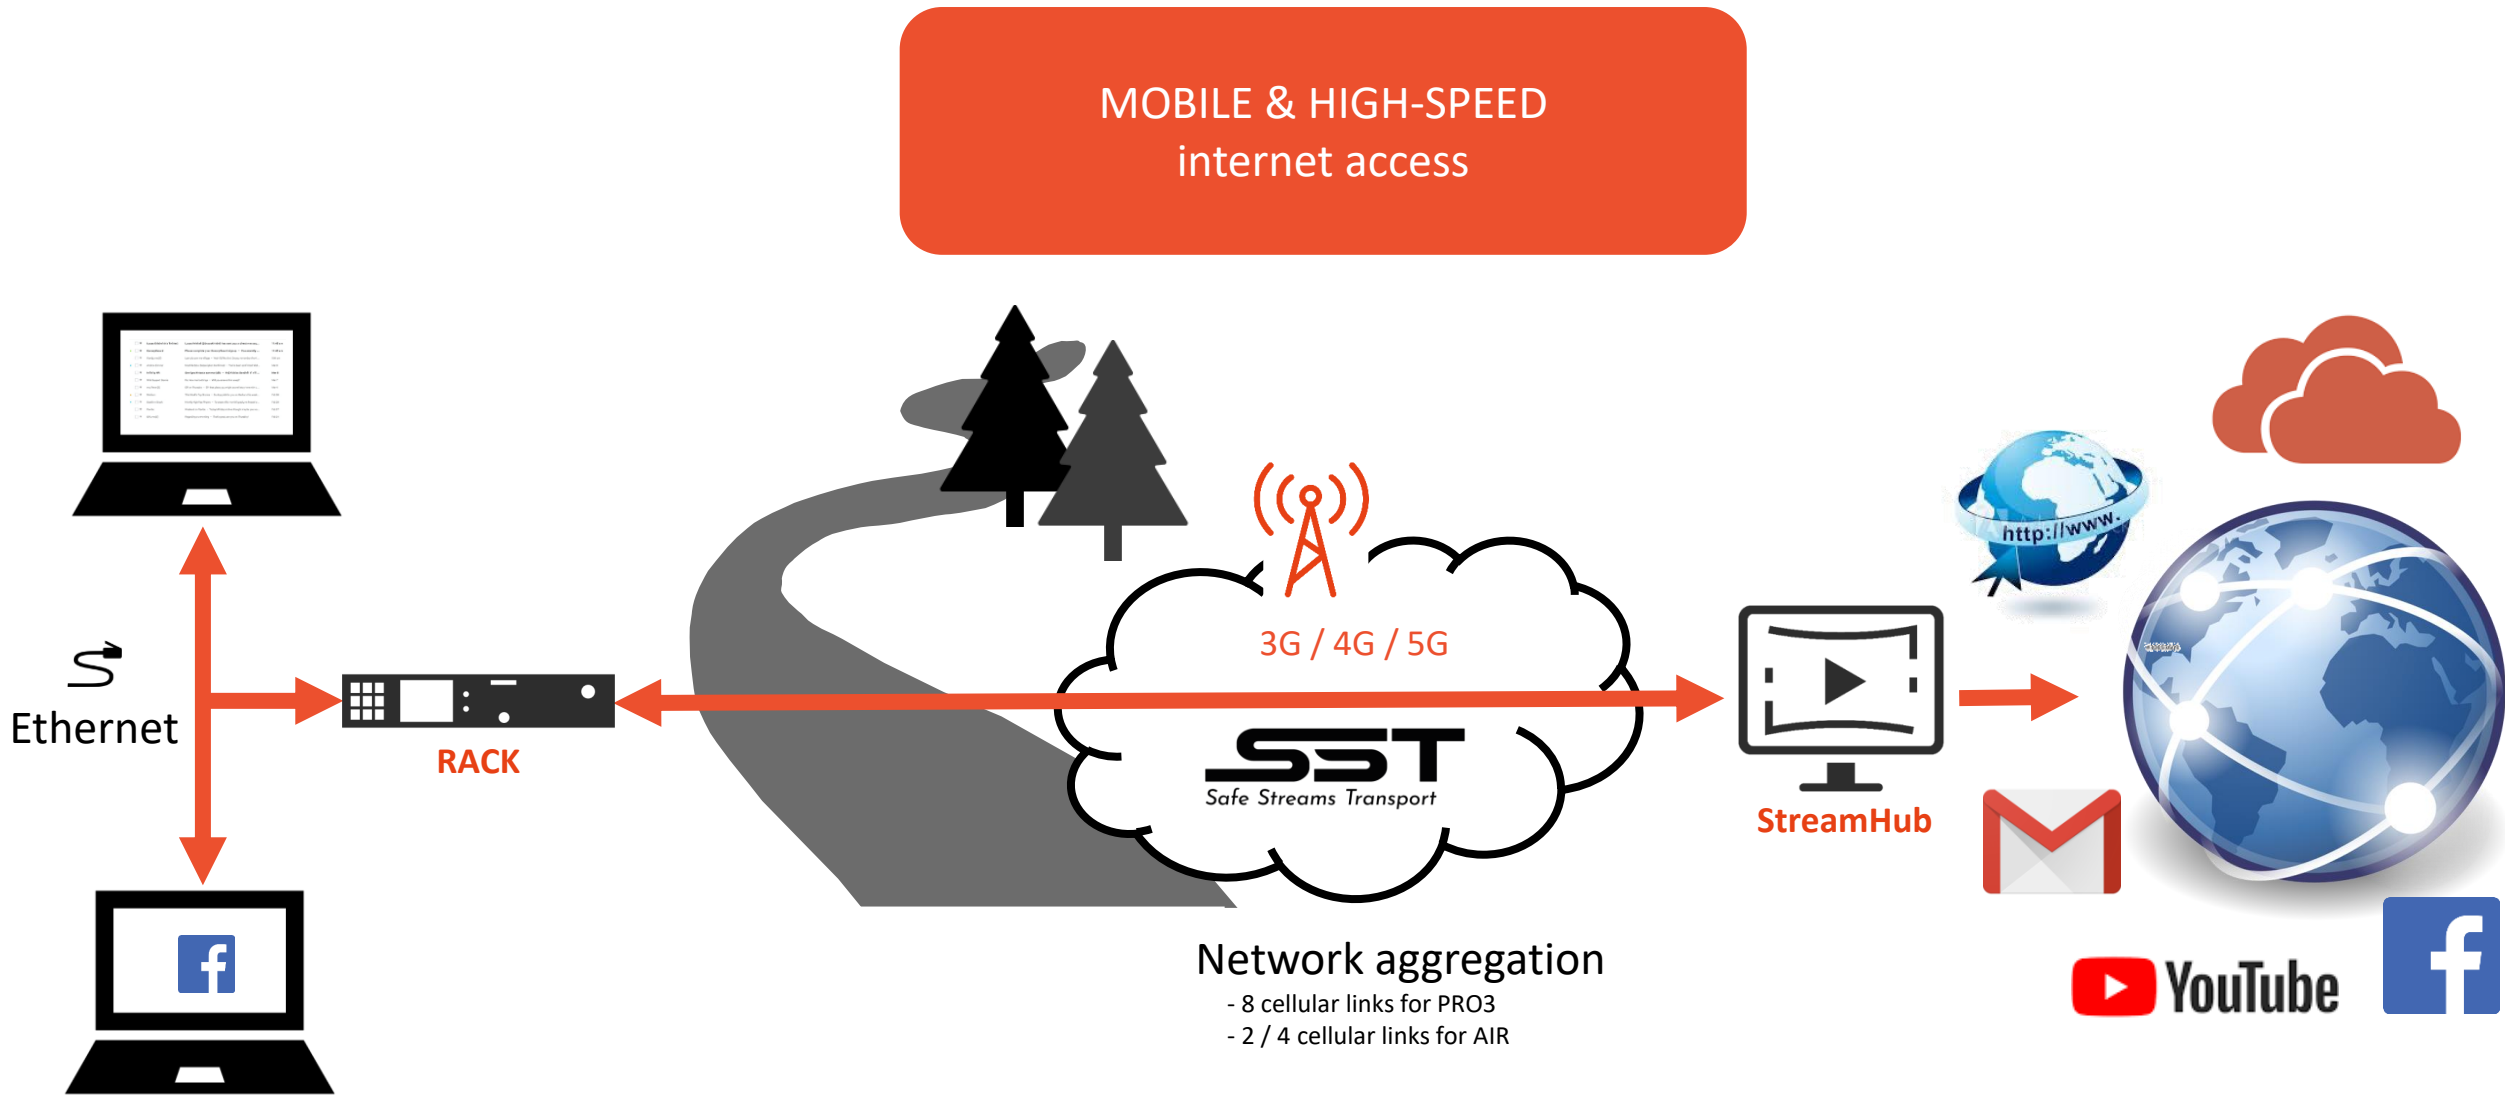 MOBILE & HIGH-SPEED
internet access
http://www.
3G / 4G / 5G
Ethernet
RACK
SST
Safe Streams Transport
StreamHub
Network aggregation
- 8 cellular links for PRO3
- 2 / 4 cellular links for AIR
YouTube